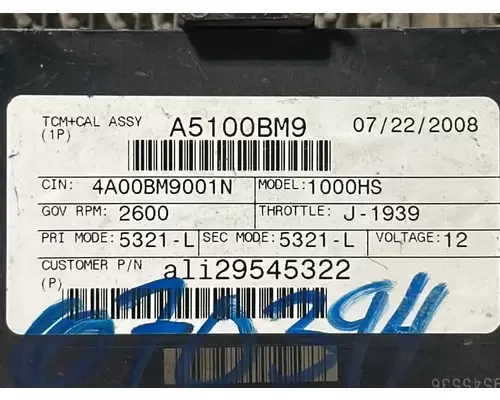 TCM+CAL ASSY A5100BM9 07/22/2008
(1P)
CIN: 4A00BM9001N MODEL: 1000HS
GOV RPM: 2600 THROTTLE: J-1939
PRI MODE: 5321-L SEC MODE: 5321-L VOLTAGE: 12
CUSTOMER P/N ali29545322
(P)
070394